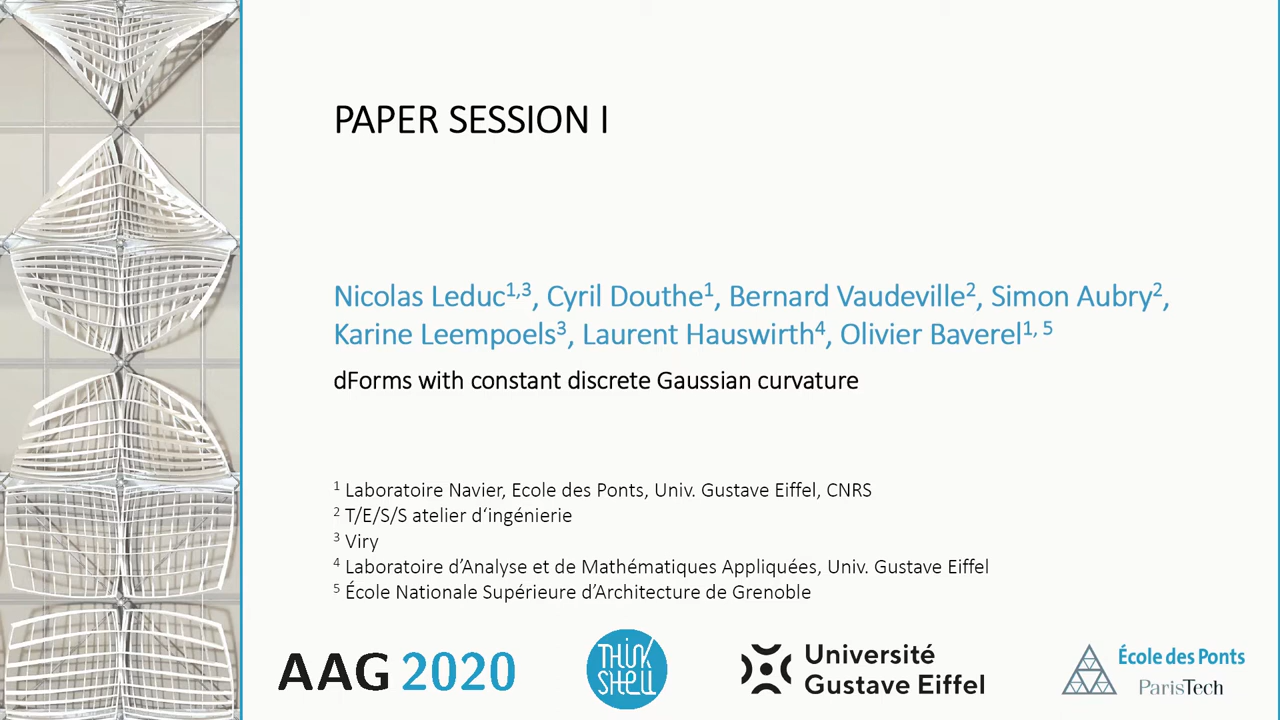 PAPER SESSION I
Nicolas Leduc1,3, Cyril Douthe1, Bernard Vaudeville2, Simon Aubry2,
Karine Leempoels3, Laurent Hauswirth4, Olivier Baverel1, 5
dForms with constant discrete Gaussian curvature
1 Laboratoire Navier, Ecole des Ponts, Univ. Gustave Eiffel, CNRS
2 T/E/S/S atelier d‘ingénierie
3 Viry
4 Laboratoire d’Analyse et de Mathématiques Appliquées, Univ. Gustave Eiffel
5 École Nationale Supérieure d’Architecture de Grenoble
AAG 2020
THINK
SHELL
Université
Gustave Eiffel
École des Ponts
ParisTech